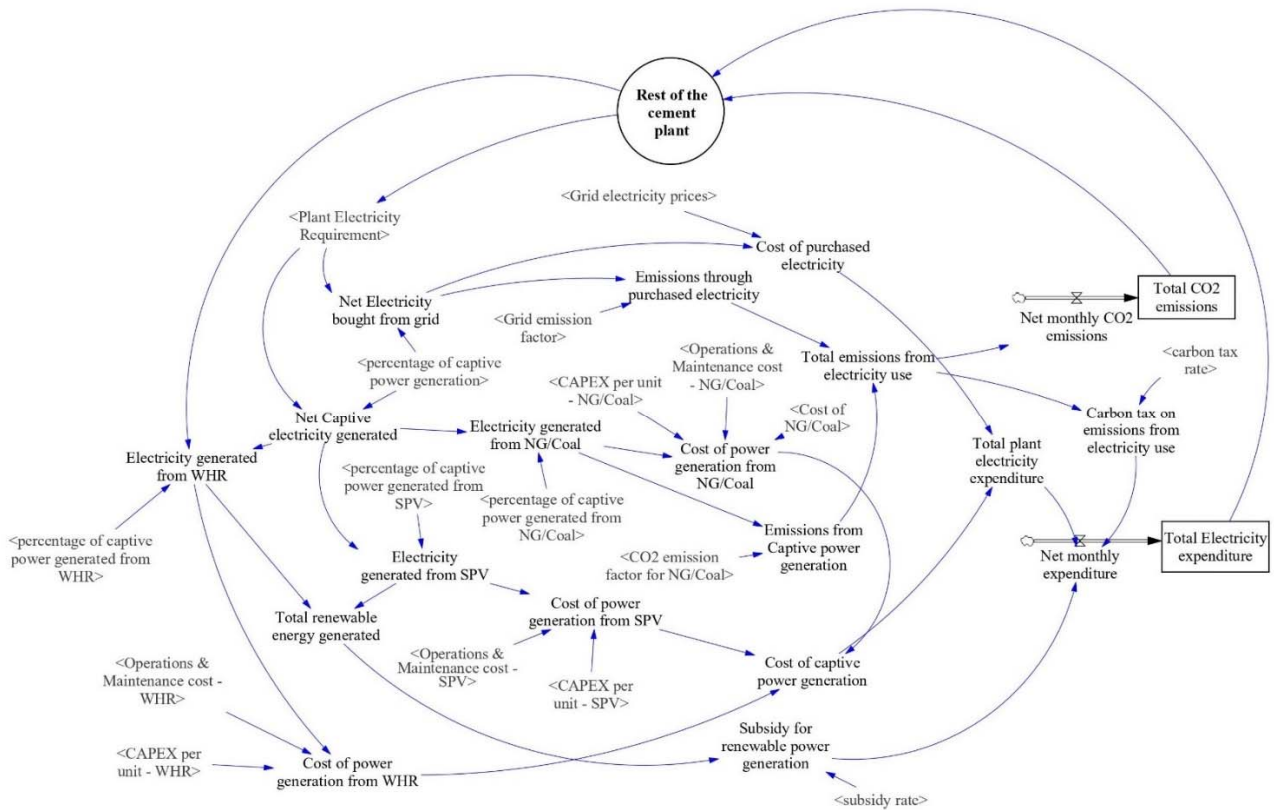 Rest of the
cement
plant
<Grid electricity prices>
<Plant Electricity
Requirement>
Cost of purchased
electricity
Emissions through
purchased electricity
Total CO2
emissions
Net Electricity
bought from grid
Net monthly CO2
emissions
<Grid emission
factor>
<Operations &
Maintenance cost
- NG/Coal>
Total emissions from
electricity use
<carbon tax
rate>
<percentage of captive
power generation>
<CAPEX per unit
- NG/Coal>
<Cost of
NG/Coal>
Net Captive
electricity generated
Electricity generated
from NG/Coal
Carbon tax on
emissions from
electricity use
Electricity generated
from WHR
Cost of power
generation from
NG/Coal
Total plant
electricity
expenditure
<percentage of captive
power generated from
SPV>
<percentage of captive
power generated from
NG/Coal>
<percentage of captive
power generated from
WHR>
Emissions from
Captive power
generation
Total Electricity
expenditure
Net monthly
expenditure
Electricity
generated from SPV
<CO2 emission
factor for NG/Coal>
Total renewable
energy generated
Cost of power
generation from SPV
<Operations &
Maintenance cost -
WHR>
<Operations &
Maintenance cost -
SPV>
<CAPEX per
unit - SPV>
Cost of captive
power generation
<CAPEX per
unit - WHR>
Cost of power
generation from WHR
Subsidy for
renewable power
generation
<subsidy rate>